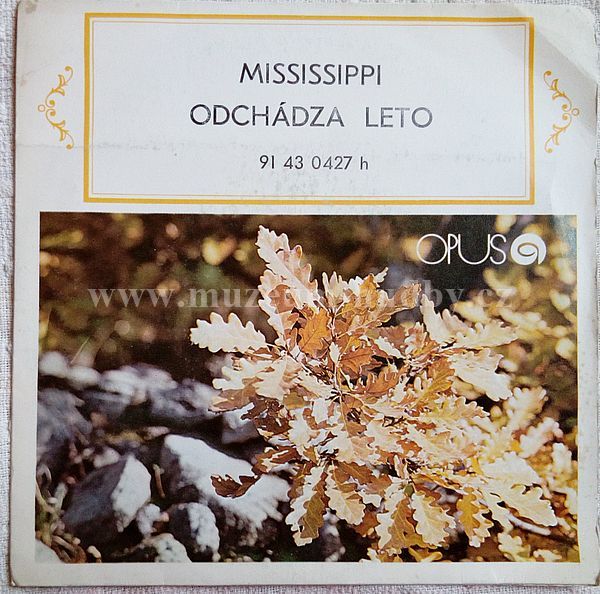 MISSISSIPPI
ODCHÁDZA LETO
91 43 0427 h
OPUS